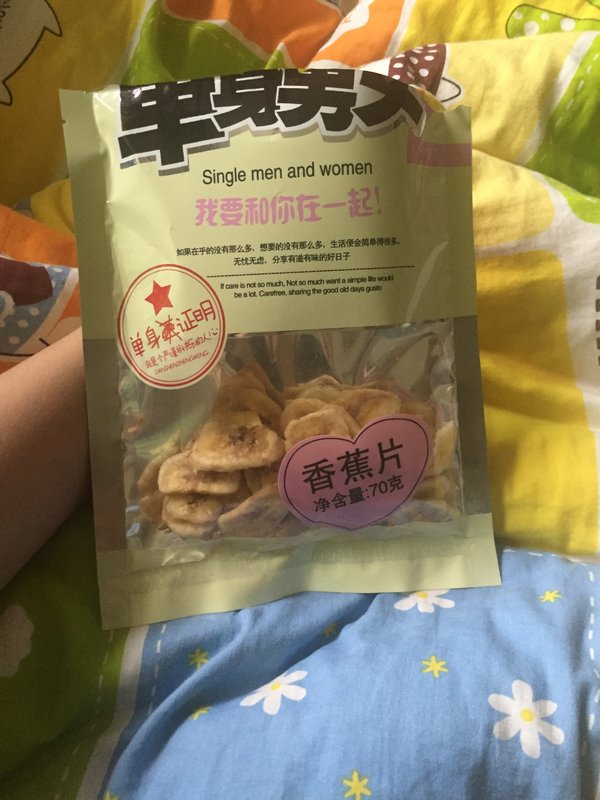 单身男女
Single men and women
我要和你在一起!
如果在乎的没有那么多，想要的没有那么多，生活便会简单得很多，
无忧无虑，分享有滋有味的好日子
If care is not so much, Not so much want a simple life would
be a lot. Carefree, sharing the good old days gusto
单身 证明
DANSHENZHENGMING
香蕉片
净含量:70克